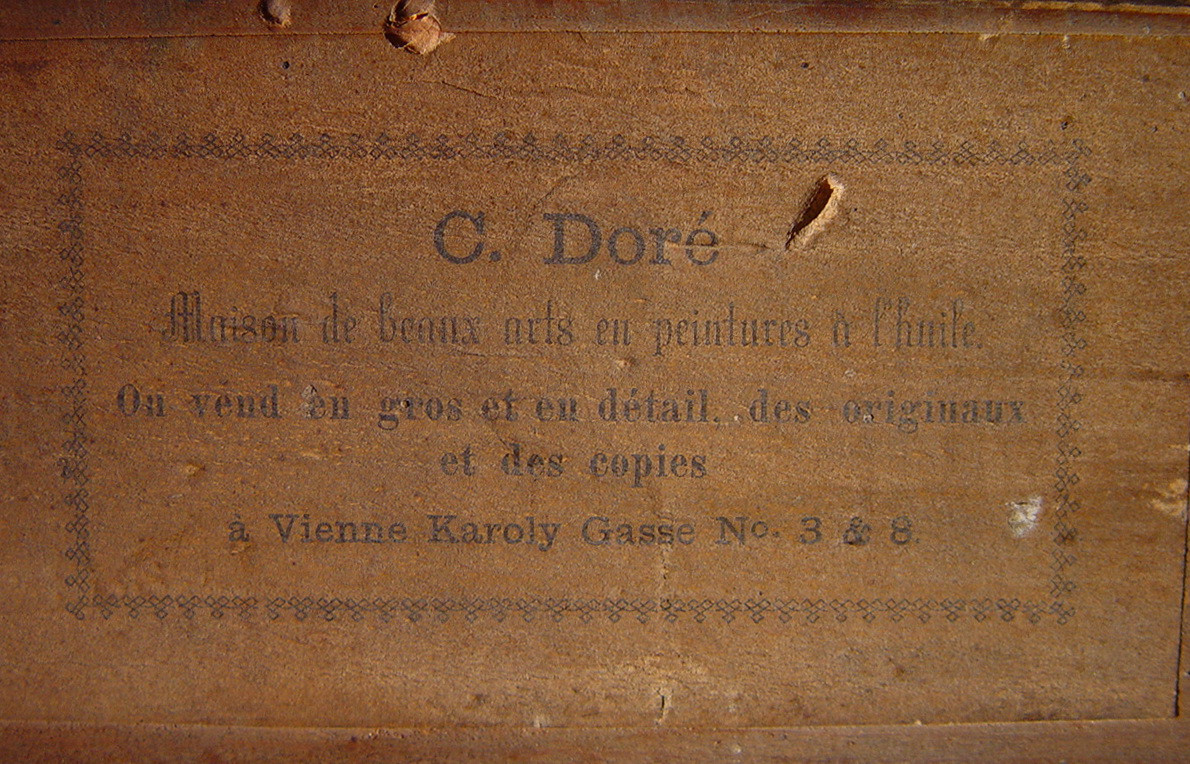 C. Doré
Maison de beaux arts en peintures à l'huile.
On vend en gros et en détail, des originaux
et des copies
à Vienne Karoly Gasse No. 3 & 8.